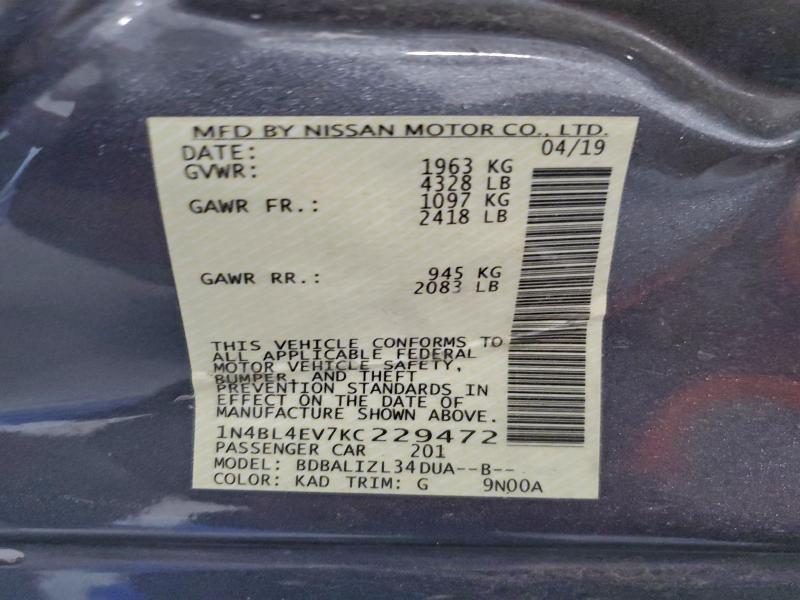 MFD BY NISSAN MOTOR CO., LTD.
DATE: 04/19
GVWR: 1963 KG
4328 LB
GAWR FR.: 1097 KG
2418 LB
GAWR RR.: 945 KG
2083 LB
THIS VEHICLE CONFORMS TO
ALL APPLICABLE FEDERAL
MOTOR VEHICLE SAFETY,
BUMPER, AND THEFT
PREVENTION STANDARDS IN
EFFECT ON THE DATE OF
MANUFACTURE SHOWN ABOVE.
1N4BL4EV7KC229472
PASSENGER CAR 201
MODEL: BDBALIZL34DUA--B--
COLOR: KAD TRIM: G 9N00A